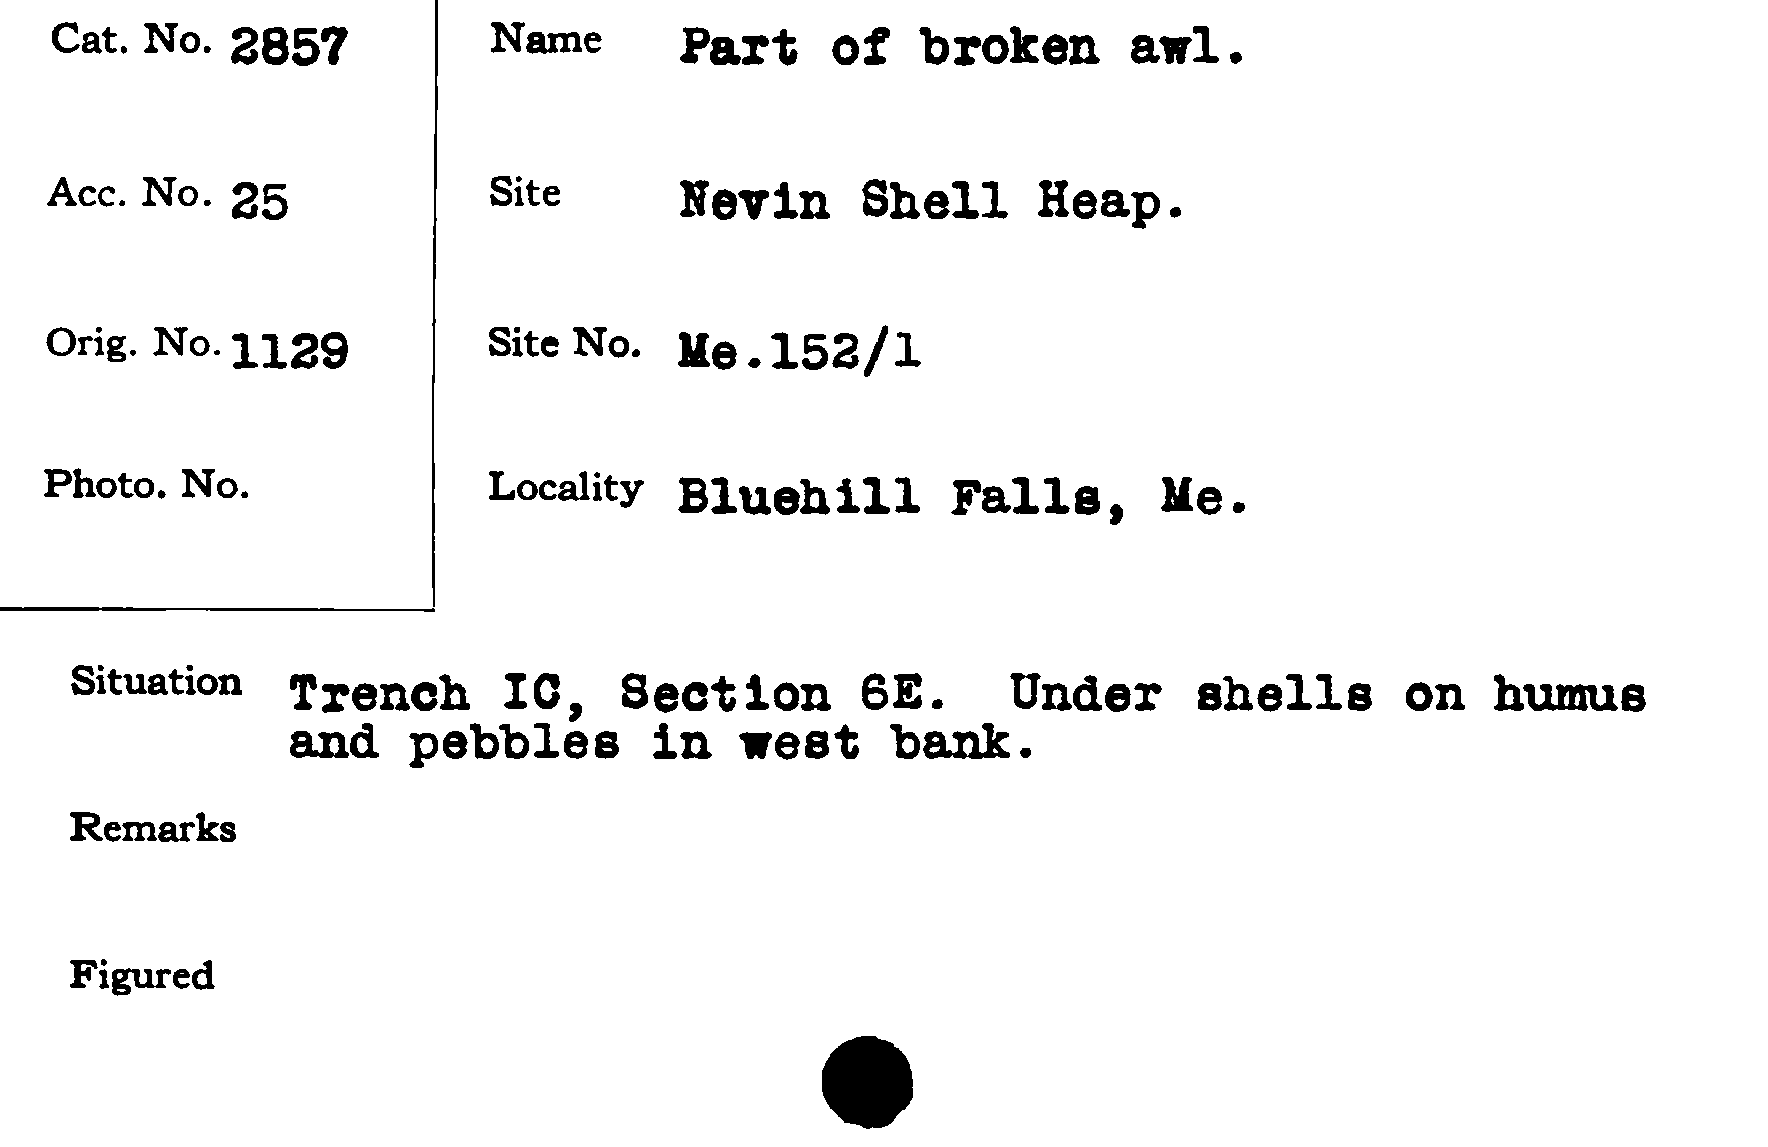 Cat. No. 2857
Name Part of broken awl.
Acc. No. 25
Site Nevin Shell Heap.
Orig. No. 1129
Site No. Me.152/1
Photo. No.
Locality Bluehill Falls, Me.
Situation Trench IC, Section 6E. Under shells on humus
and pebbles in west bank.
Remarks
Figured